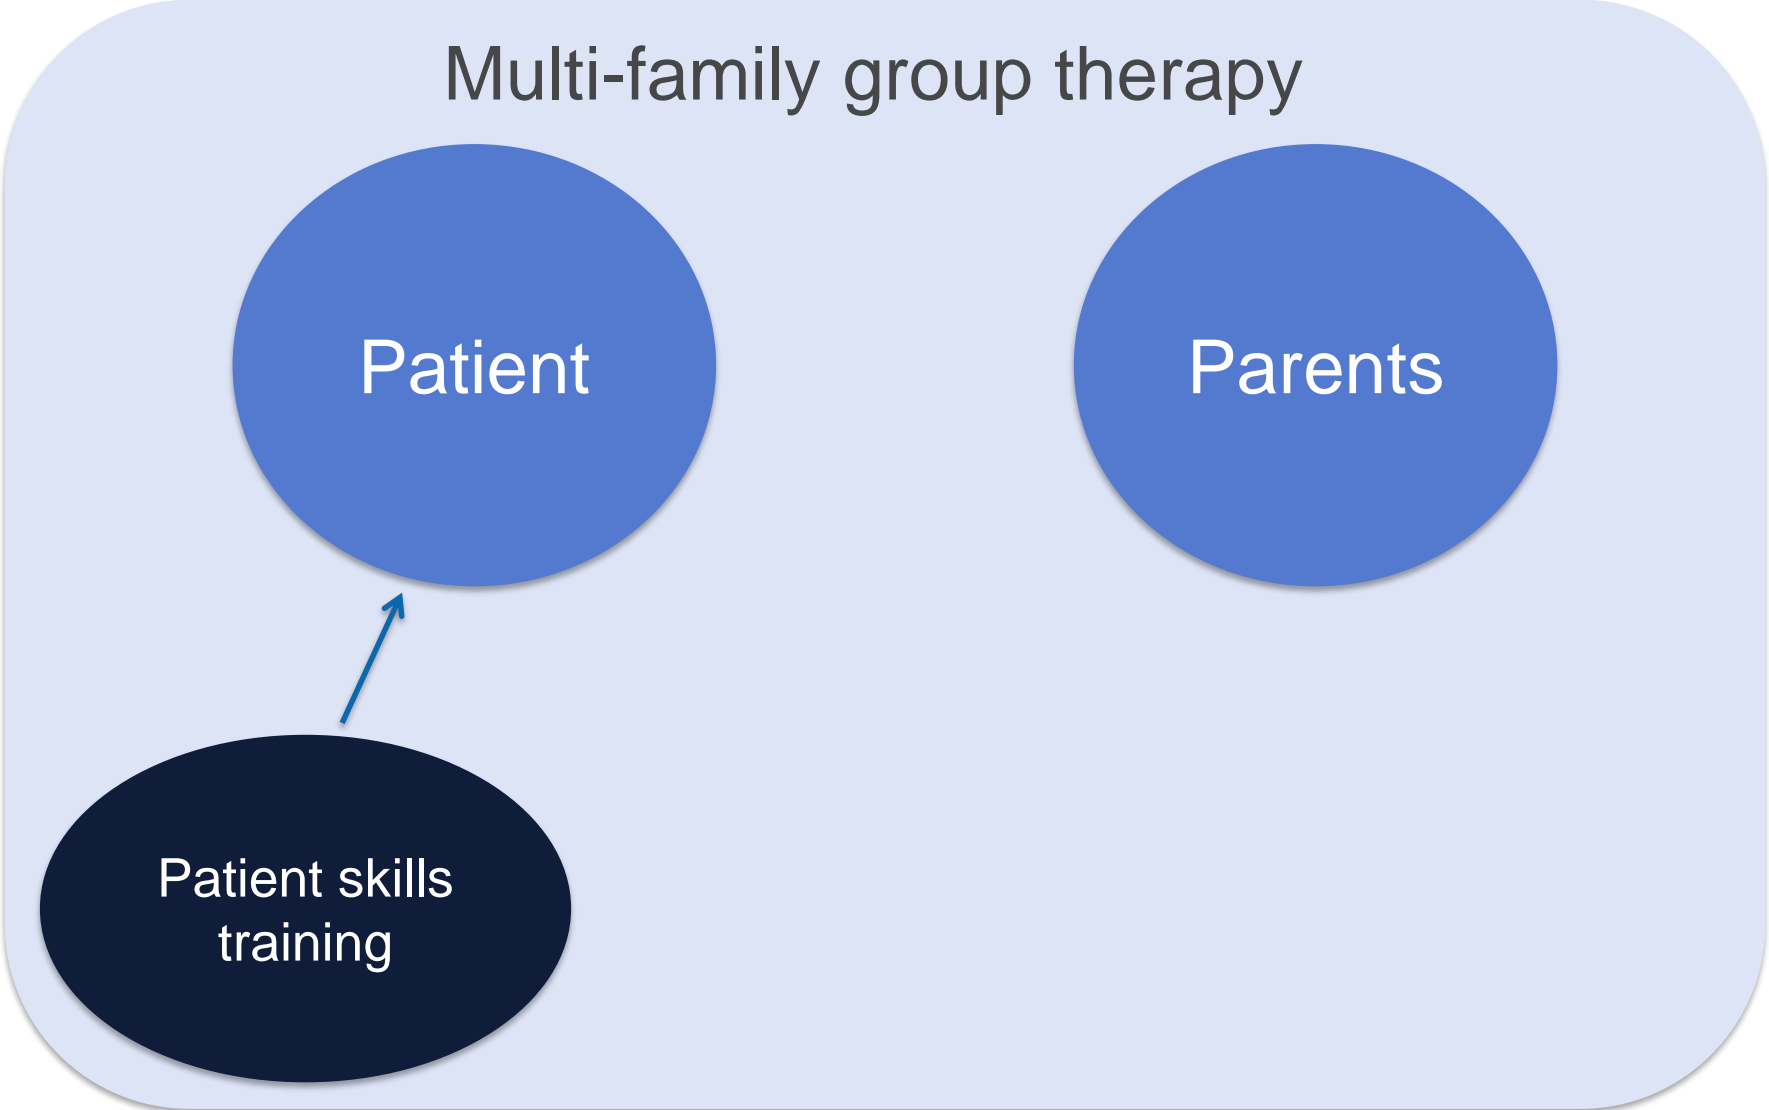 Multi-family group therapy
Patient
Parents
Patient skills
training